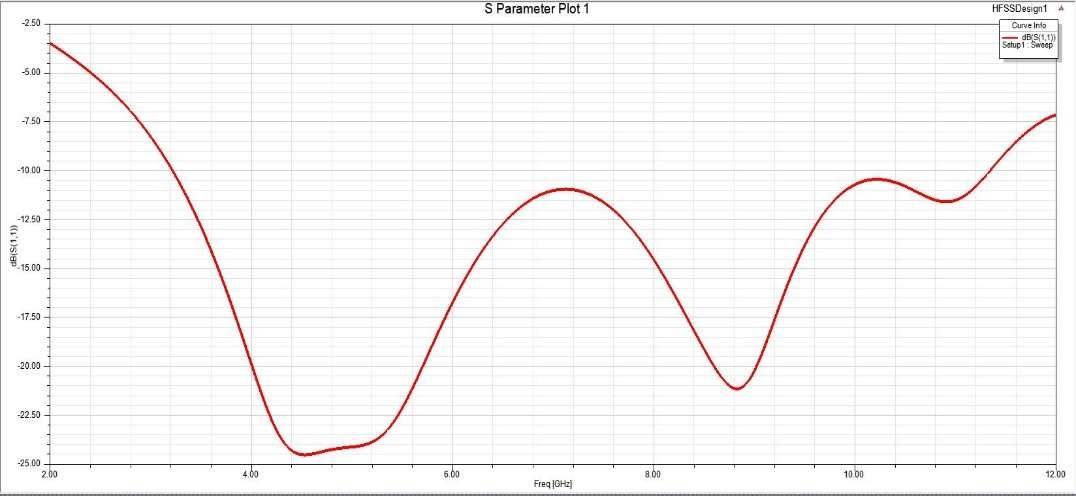 S Parameter Plot 1
HFSSDesign1
Curve Info
dB(S(1,1))
Setup1 : Sweep
-2.50
-5.00
-7.50
-10.00
-12.50
-15.00
-17.50
-20.00
-22.50
-25.00
dB(S(1,1))
2.00 4.00 6.00 8.00 10.00 12.00
Freq [GHz]